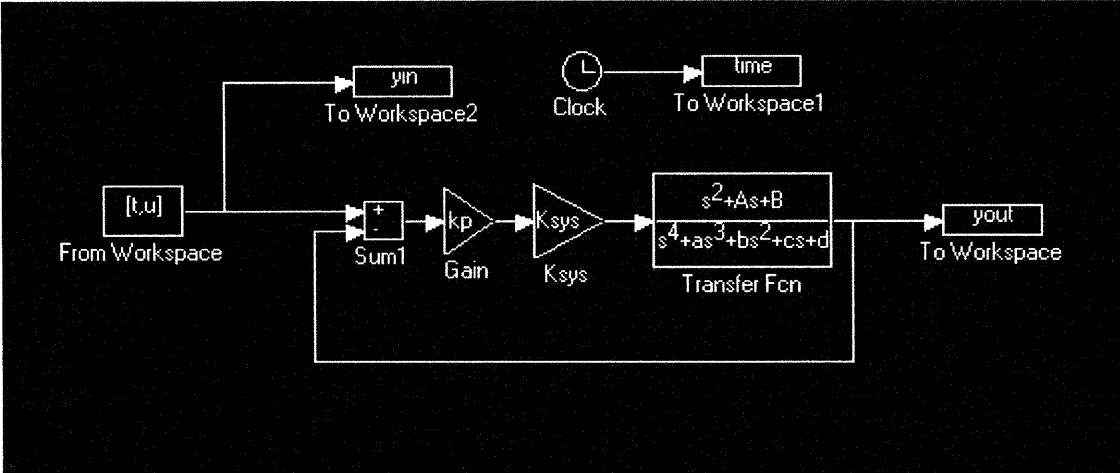 yin
To Workspace2
Clock
time
To Workspace1
[t,u]
From Workspace
+
-
Sum1
kp
Gain
Ksys
Ksys
s²+As+B
s⁴+as³+bs²+cs+d
Transfer Fcn
yout
To Workspace